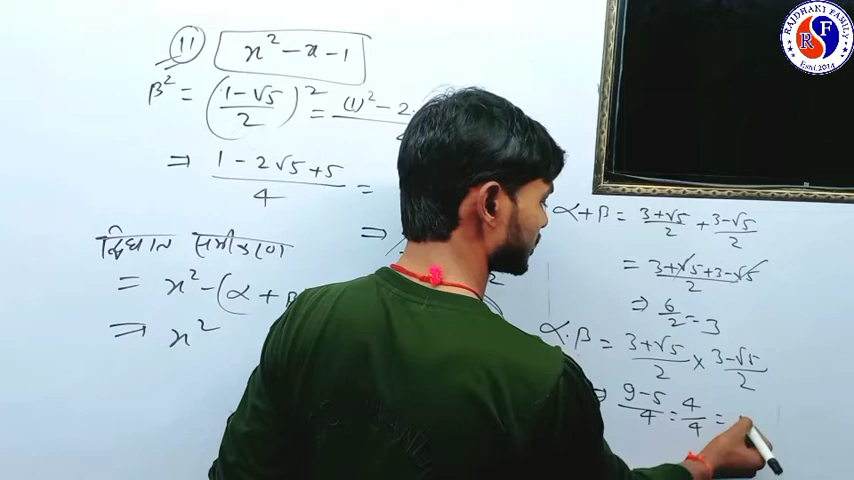 11 x² - x - 1
β² = (1-√5/2)² = (1)² - 2.
⇒ 1 - 2√5 + 5 / 4 =
⇒
द्विघात समीकरण
= x² - (α + β
⇒ x²
α+β = 3+√5/2 + 3-√5/2
= 3+√5+3-√5/2
⇒ 6/2 = 3
α.β = 3+√5/2 × 3-√5/2
⇒ 9-5/4 = 4/4 =
RAJDHAKI FAMILY
RSF
Estd. 2014